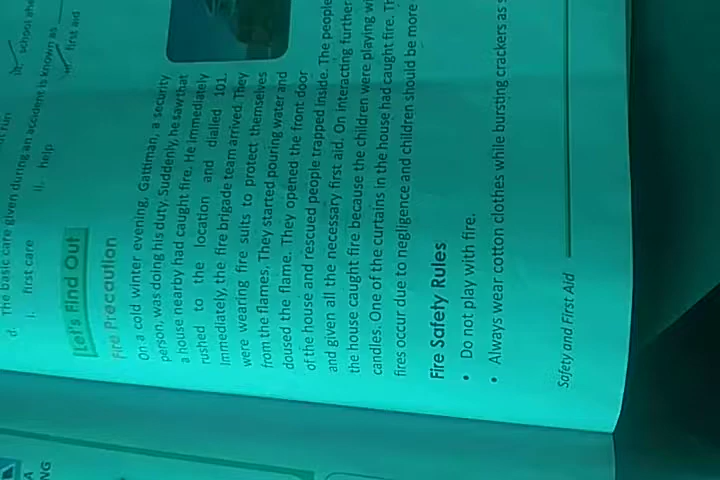 d. The basic care given during an accident is known as
i. first care
ii. help
iii. first aid
school
fun
Let's Find Out
Fire Precaution
On a cold winter evening, Gattiman, a security
person, was doing his duty. Suddenly, he saw that
a house nearby had caught fire. He immediately
rushed to the location and dialled 101.
Immediately, the fire brigade team arrived. They
were wearing fire suits to protect themselves
from the flames. They started pouring water and
doused the flame. They opened the front door
of the house and rescued people trapped inside. The people
and given all the necessary first aid. On interacting further
the house caught fire because the children were playing
candles. One of the curtains in the house had caught fire.
fires occur due to negligence and children should be more
Fire Safety Rules
• Do not play with fire.
• Always wear cotton clothes while bursting crackers as
Safety and First Aid
A
NG